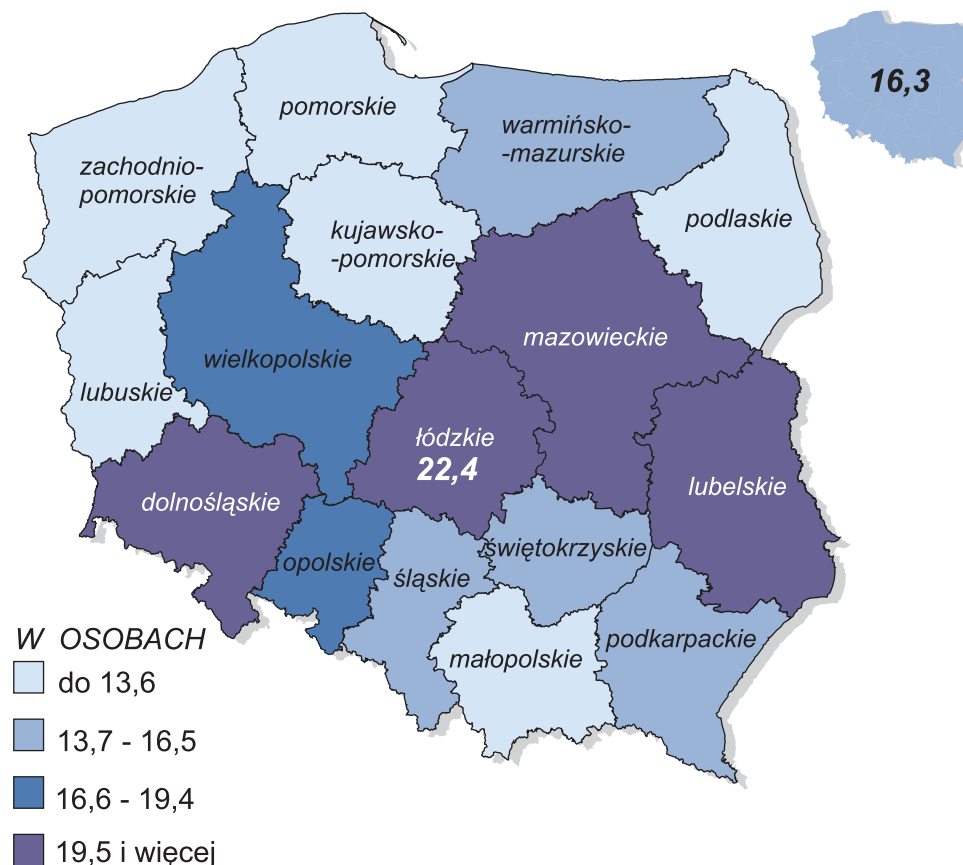 16,3
pomorskie
warmińsko-
-mazurskie
zachodnio-
pomorskie
podlaskie
kujawsko-
-pomorskie
mazowieckie
wielkopolskie
lubuskie
łódzkie
22,4
lubelskie
dolnośląskie
świętokrzyskie
opolskie
śląskie
podkarpackie
małopolskie
W OSOBACH
do 13,6
13,7 - 16,5
16,6 - 19,4
19,5 i więcej